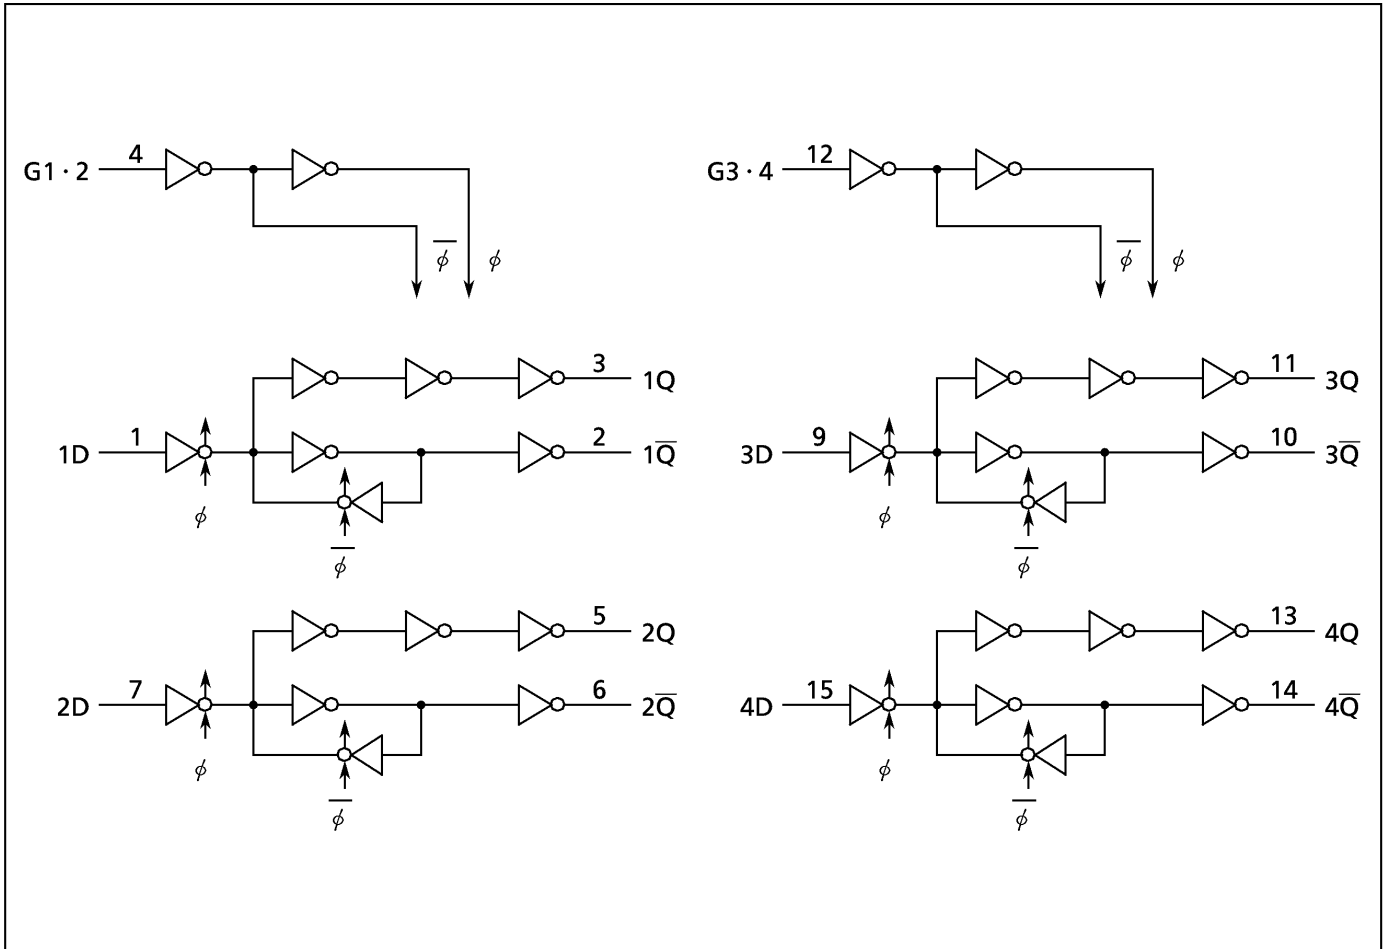 G1 · 2 4 φ̅ φ
1D 1 φ φ̅ 3 1Q 2 1Q̅
2D 7 φ φ̅ 5 2Q 6 2Q̅
G3 · 4 12 φ̅ φ
3D 9 φ φ̅ 11 3Q 10 3Q̅
4D 15 φ φ̅ 13 4Q 14 4Q̅